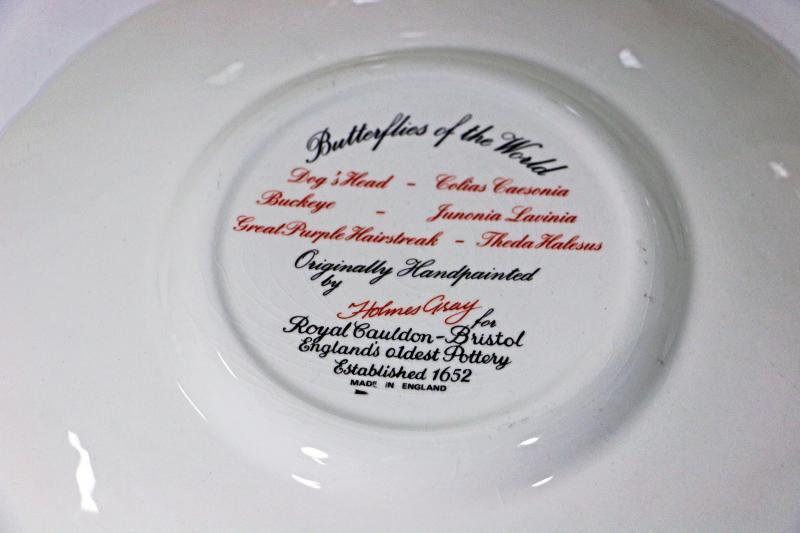 Butterflies of the World
Dog's Head - Colias Caesonia
Buckeye - Junonia Lavinia
Great Purple Hairstreak - Theda Halesus
Originally Handpainted
by
Holmes Gray for
Royal Cauldon-Bristol
England's oldest Pottery
Established 1652
MADE IN ENGLAND